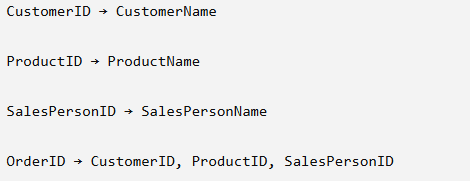 CustomerID → CustomerName
ProductID → ProductName
SalesPersonID → SalesPersonName
OrderID → CustomerID, ProductID, SalesPersonID